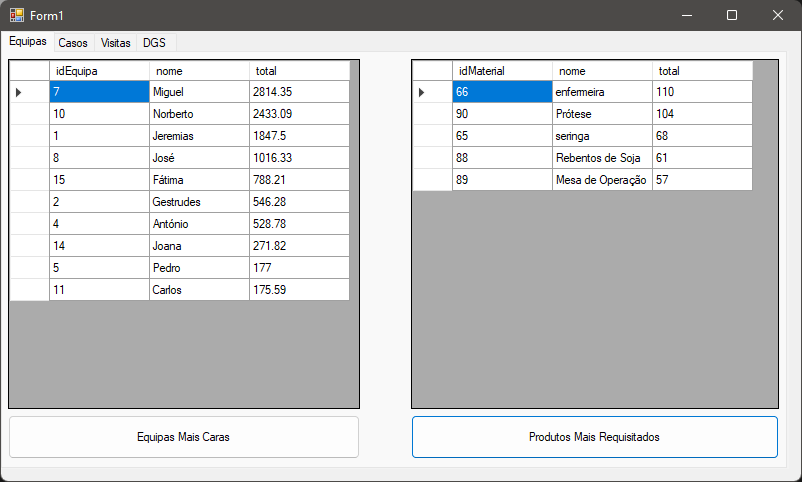 Form1
Equipas Casos Visitas DGS
idEquipa nome total
7 Miguel 2814.35
10 Norberto 2433.09
1 Jeremias 1847.5
8 José 1016.33
15 Fátima 788.21
2 Gestrudes 546.28
4 António 528.78
14 Joana 271.82
5 Pedro 177
11 Carlos 175.59
Equipas Mais Caras
idMaterial nome total
66 enfermeira 110
90 Prótese 104
65 seringa 68
88 Rebentos de Soja 61
89 Mesa de Operação 57
Produtos Mais Requisitados